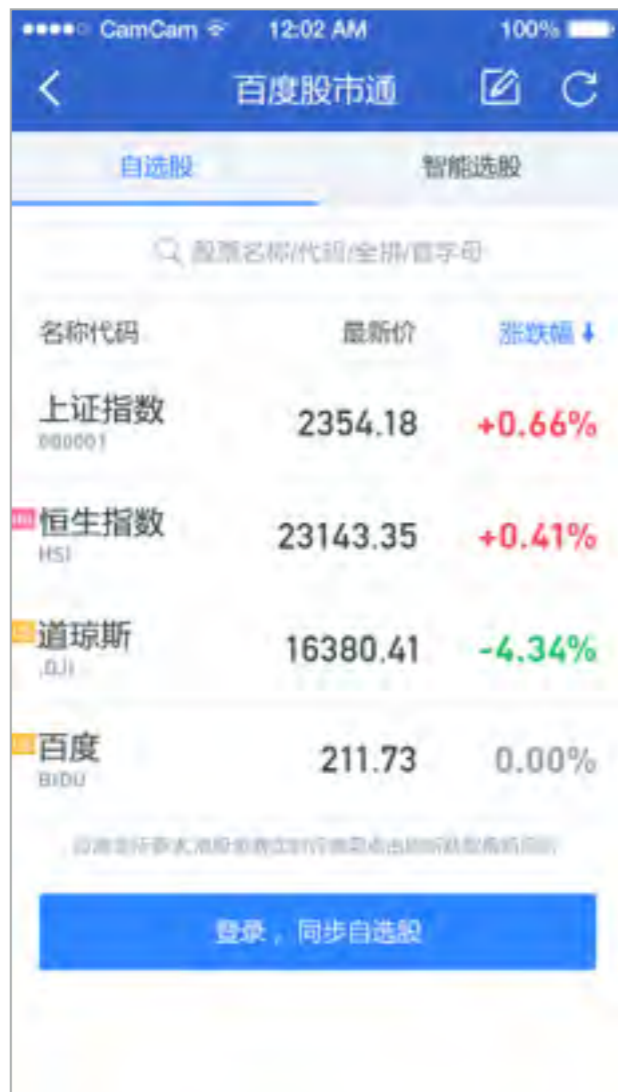 CamCam 12:02 AM 100%
百度股市通
自选股 智能选股
股票名称/代码/全拼/首字母
名称代码 最新价 涨跌幅
上证指数 2354.18 +0.66%
000001
恒生指数 23143.35 +0.41%
HSI
道琼斯 16380.41 -4.34%
.DJI
百度 211.73 0.00%
BIDU
登录，同步自选股